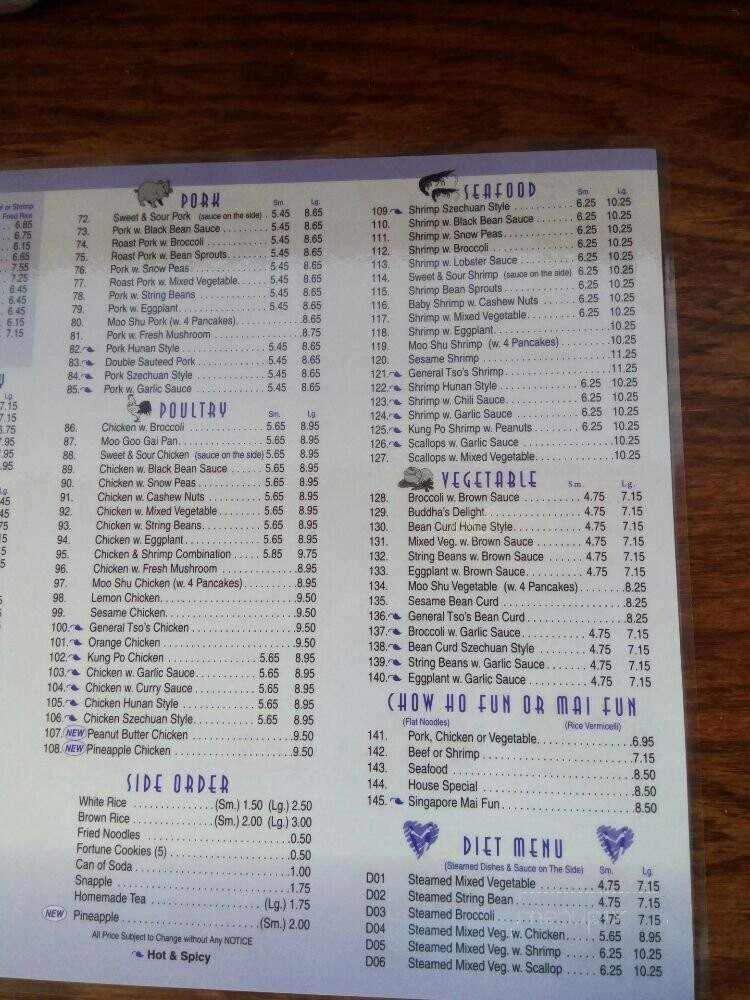 el or Shrimp
Fried Rice
6.85
6.75
6.15
6.65
7.55
7.25
6.45
6.45
6.45
6.15
7.15
Lg.
7.15
7.15
PORK
Sm. Lg.
72. Sweet & Sour Pork (sauce on the side) . 5.45 8.65
73. Pork w. Black Bean Sauce . . . . . . . . 5.45 8.65
74. Roast Pork w. Broccoli . . . . . . . . . . . 5.45 8.65
75. Roast Pork w. Bean Sprouts. . . . . . . . 5.45 8.65
76. Pork w. Snow Peas. . . . . . . . . . . . . . 5.45 8.65
77. Roast Pork w. Mixed Vegetable. . . . . . 5.45 8.65
78. Pork w. String Beans . . . . . . . . . . . . 5.45 8.65
79. Pork w. Eggplant. . . . . . . . . . . . . . . 5.45 8.65
80. Moo Shu Pork (w. 4 Pancakes). . . . . . . . . . .8.65
81. Pork w. Fresh Mushroom . . . . . . . . . . . . . . .8.75
82. Pork Hunan Style . . . . . . . . . . . . . . 5.45 8.65
83. Double Sauteed Pork . . . . . . . . . . . . 5.45 8.65
84. Pork Szechuan Style . . . . . . . . . . . . 5.45 8.65
85. Pork w. Garlic Sauce . . . . . . . . . . . . 5.45 8.65
POULTRY
Sm. Lg.
86. Chicken w. Broccoli . . . . . . . . . . . . . 5.65 8.95
87. Moo Goo Gai Pan. . . . . . . . . . . . . . . 5.65 8.95
88. Sweet & Sour Chicken (sauce on the side) 5.65 8.95
89. Chicken w. Black Bean Sauce . . . . . . 5.65 8.95
90. Chicken w. Snow Peas . . . . . . . . . . . 5.65 8.95
91. Chicken w. Cashew Nuts . . . . . . . . . 5.65 8.95
92. Chicken w. Mixed Vegetable . . . . . . . 5.65 8.95
93. Chicken w. String Beans. . . . . . . . . . 5.65 8.95
94. Chicken w. Eggplant. . . . . . . . . . . . . 5.65 8.95
95. Chicken & Shrimp Combination . . . . . 5.85 9.75
96. Chicken w. Fresh Mushroom . . . . . . . . . . . . .8.95
97. Moo Shu Chicken (w. 4 Pancakes). . . . . . . . .8.95
98. Lemon Chicken. . . . . . . . . . . . . . . . . . . . . .9.50
99. Sesame Chicken. . . . . . . . . . . . . . . . . . . . .9.50
100. General Tso's Chicken . . . . . . . . . . . . . . . .9.50
101. Orange Chicken . . . . . . . . . . . . . . . . . . . . .9.50
102. Kung Po Chicken . . . . . . . . . . . . . . 5.65 8.95
103. Chicken w. Garlic Sauce. . . . . . . . . . 5.65 8.95
104. Chicken w. Curry Sauce . . . . . . . . . . 5.65 8.95
105. Chicken Hunan Style . . . . . . . . . . . . 5.65 8.95
106. Chicken Szechuan Style. . . . . . . . . . 5.65 8.95
107. NEW Peanut Butter Chicken . . . . . . . . . . . . .9.50
108. NEW Pineapple Chicken . . . . . . . . . . . . . . . .9.50
SIDE ORDER
White Rice . . . . . . . . . . . (Sm.) 1.50 (Lg.) 2.50
Brown Rice . . . . . . . . . . . (Sm.) 2.00 (Lg.) 3.00
Fried Noodles . . . . . . . . . . . . . . . . . . . . . .0.50
Fortune Cookies (5) . . . . . . . . . . . . . . . . . .0.50
Can of Soda . . . . . . . . . . . . . . . . . . . . . . . .1.00
Snapple . . . . . . . . . . . . . . . . . . . . . . . . . . .1.75
Homemade Tea . . . . . . . . . . . . . . . . . (Lg.) 1.75
NEW Pineapple . . . . . . . . . . . . . . . . . . (Sm.) 2.00
All Price Subject to Change without Any NOTICE
Hot & Spicy
SEAFOOD
Sm. Lg.
109. Shrimp Szechuan Style . . . . . . . . . . . 6.25 10.25
110. Shrimp w. Black Bean Sauce . . . . . . . 6.25 10.25
111. Shrimp w. Snow Peas. . . . . . . . . . . . 6.25 10.25
112. Shrimp w. Broccoli . . . . . . . . . . . . . . 6.25 10.25
113. Shrimp w. Lobster Sauce . . . . . . . . . 6.25 10.25
114. Sweet & Sour Shrimp (sauce on the side) 6.25 10.25
115. Shrimp Bean Sprouts . . . . . . . . . . . . 6.25 10.25
116. Baby Shrimp w. Cashew Nuts . . . . . . 6.25 10.25
117. Shrimp w. Mixed Vegetable. . . . . . . . 6.25 10.25
118. Shrimp w. Eggplant. . . . . . . . . . . . . . . . . . .10.25
119. Moo Shu Shrimp (w. 4 Pancakes) . . . . . . . .10.25
120. Sesame Shrimp . . . . . . . . . . . . . . . . . . . . .11.25
121. General Tso's Shrimp . . . . . . . . . . . . . . . . .11.25
122. Shrimp Hunan Style . . . . . . . . . . . . . 6.25 10.25
123. Shrimp w. Chili Sauce. . . . . . . . . . . . 6.25 10.25
124. Shrimp w. Garlic Sauce . . . . . . . . . . 6.25 10.25
125. Kung Po Shrimp w. Peanuts . . . . . . . 6.25 10.25
126. Scallops w. Garlic Sauce . . . . . . . . . . . . . . .10.25
127. Scallops w. Mixed Vegetable. . . . . . . . . . . .10.25
VEGETABLE
Sm. Lg.
128. Broccoli w. Brown Sauce . . . . . . . . . 4.75 7.15
129. Buddha's Delight. . . . . . . . . . . . . . . . 4.75 7.15
130. Bean Curd Home Style. . . . . . . . . . . 4.75 7.15
131. Mixed Veg. w. Brown Sauce . . . . . . . 4.75 7.15
132. String Beans w. Brown Sauce . . . . . . 4.75 7.15
133. Eggplant w. Brown Sauce. . . . . . . . . 4.75 7.15
134. Moo Shu Vegetable (w. 4 Pancakes) . . . . . . .8.25
135. Sesame Bean Curd . . . . . . . . . . . . . . . . . . .8.25
136. General Tso's Bean Curd. . . . . . . . . . . . . . .8.25
137. Broccoli w. Garlic Sauce. . . . . . . . . . 4.75 7.15
138. Bean Curd Szechuan Style . . . . . . . . 4.75 7.15
139. String Beans w. Garlic Sauce. . . . . . . 4.75 7.15
140. Eggplant w. Garlic Sauce . . . . . . . . . 4.75 7.15
CHOW HO FUN OR MAI FUN
(Flat Noodles) (Rice Vermicelli)
141. Pork, Chicken or Vegetable. . . . . . . . . . . . . .6.95
142. Beef or Shrimp . . . . . . . . . . . . . . . . . . . . . .7.15
143. Seafood . . . . . . . . . . . . . . . . . . . . . . . . . .8.50
144. House Special . . . . . . . . . . . . . . . . . . . . . .8.50
145. Singapore Mai Fun. . . . . . . . . . . . . . . . . . .8.50
DIET MENU
(Steamed Dishes & Sauce on The Side) Sm. Lg.
D01 Steamed Mixed Vegetable . . . . . . . . . 4.75 7.15
D02 Steamed String Bean . . . . . . . . . . . . 4.75 7.15
D03 Steamed Broccoli . . . . . . . . . . . . . . . 4.75 7.15
D04 Steamed Mixed Veg. w. Chicken. . . . . 5.65 8.95
D05 Steamed Mixed Veg. w. Shrimp . . . . . 6.25 10.25
D06 Steamed Mixed Veg. w. Scallop . . . . . 6.25 10.25